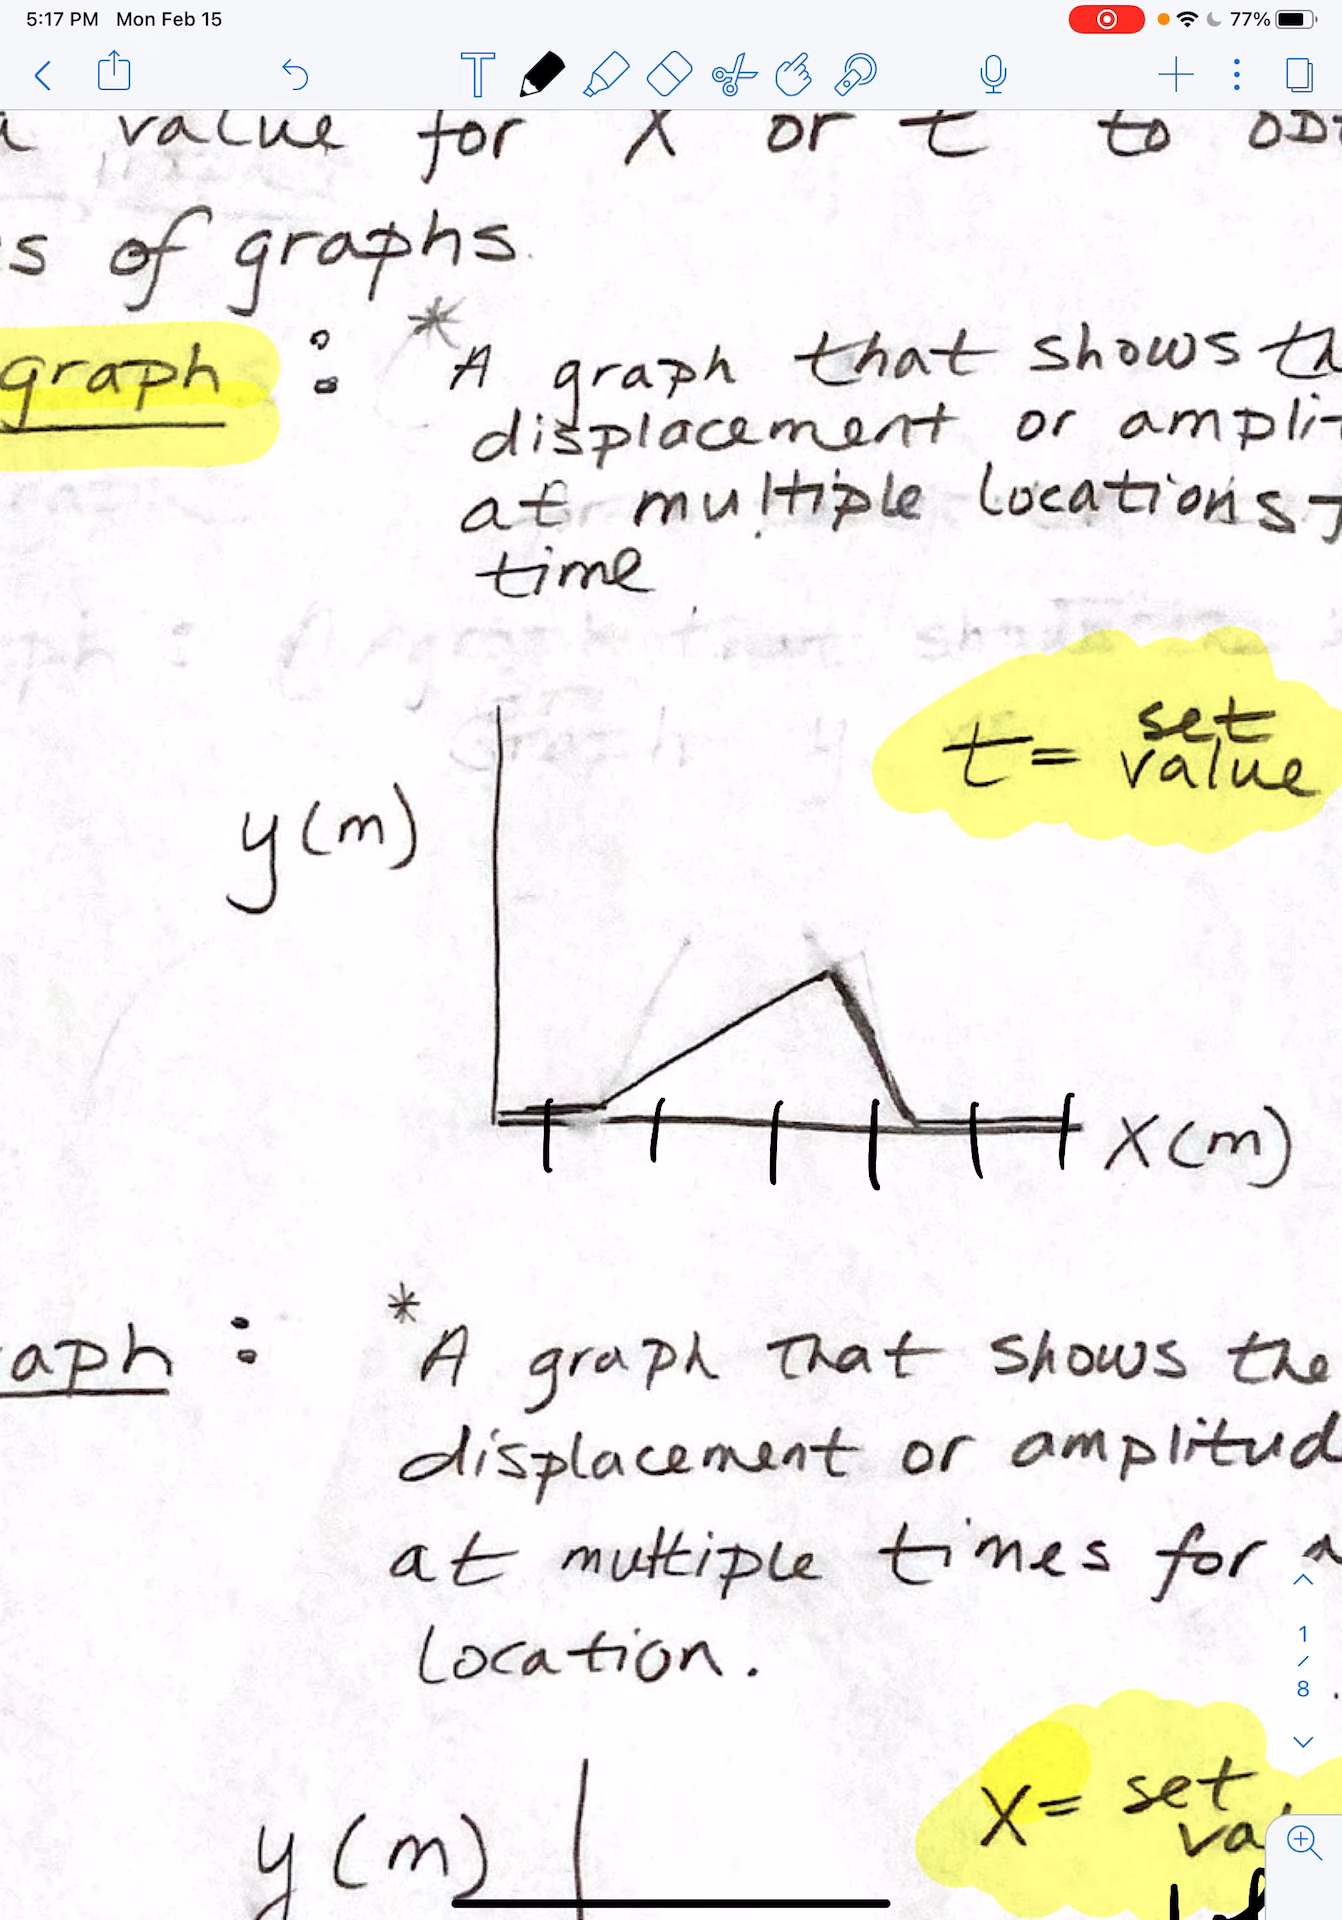 5:17 PM Mon Feb 15
77%
T
value for X or t to
s of graphs.
graph : * A graph that shows
displacement or
at multiple locations
time
t = set value
y(m)
X(m)
aph : * A graph that shows the
displacement or amplitud
at multiple times for a
location.
1
/
8
X = set
va
y(m)